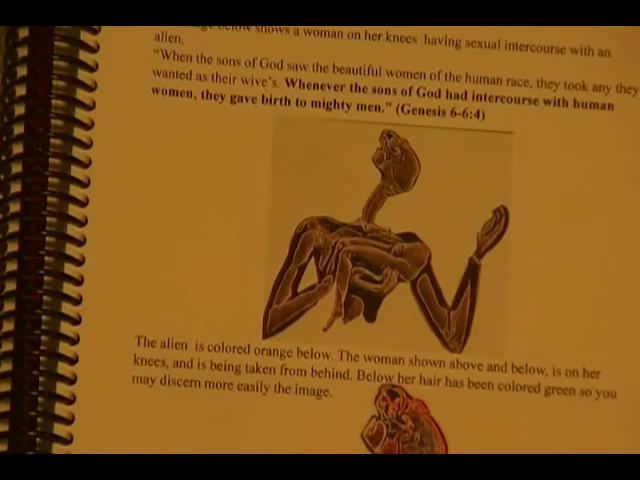 below shows a woman on her knees having sexual intercourse with an
alien.
"When the sons of God saw the beautiful women of the human race, they took any they
wanted as their wive's. Whenever the sons of God had intercourse with human
women, they gave birth to mighty men." (Genesis 6-6:4)
The alien is colored orange below. The woman shown above and below, is on her
knees, and is being taken from behind. Below her hair has been colored green so you
may discern more easily the image.